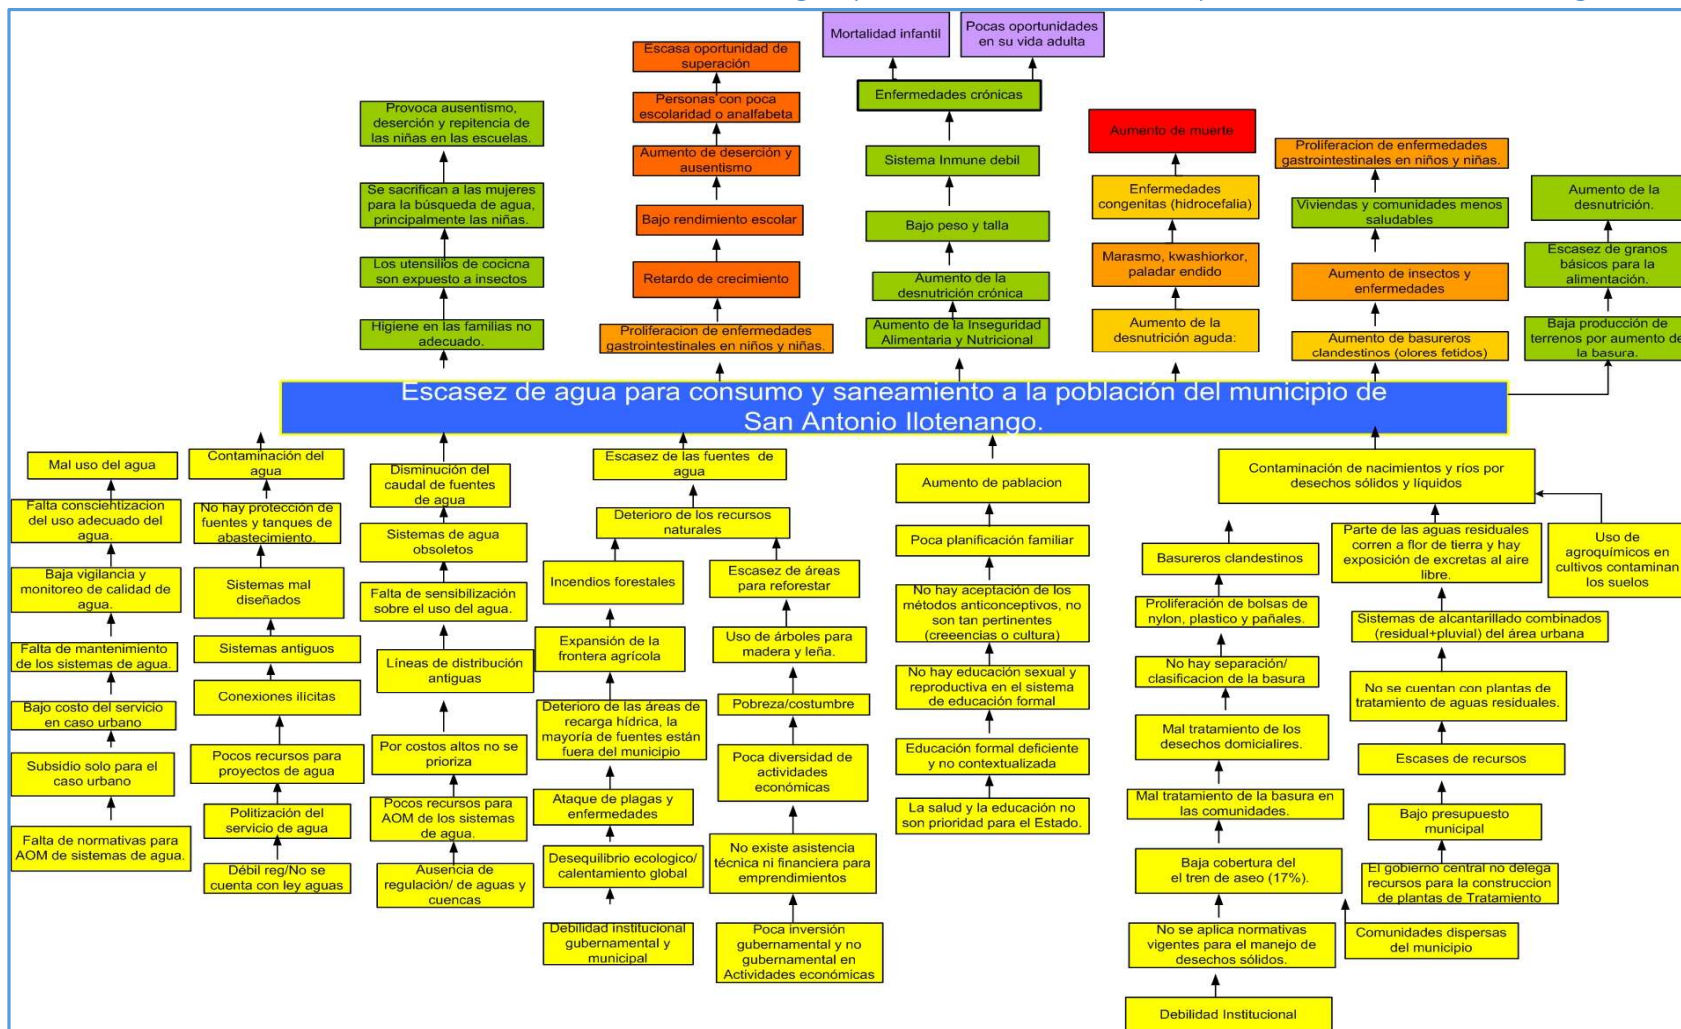 Mortalidad infantil
Pocas oportunidades
en su vida adulta
Escasa oportunidad de
superación
Enfermedades crónicas
Personas con poca
escolaridad o analfabeta
Provoca ausentismo,
deserción y repitencia de
las niñas en las escuelas.
Aumento de muerte
Aumento de deserción y
ausentismo
Sistema Inmune debil
Proliferacion de enfermedades
gastrointestinales en niños y niñas.
Se sacrifican a las mujeres
para la búsqueda de agua,
principalmente las niñas.
Enfermedades
congenitas (hidrocefalia)
Aumento de la
desnutrición.
Bajo rendimiento escolar
Bajo peso y talla
Viviendas y comunidades menos
saludables
Los utensilios de cocicna
son expuesto a insectos
Retardo de crecimiento
Aumento de la
desnutrición crónica
Marasmo, kwashiorkor,
paladar endido
Aumento de insectos y
enfermedades
Escasez de granos
básicos para la
alimentación.
Higiene en las familias no
adecuado.
Proliferacion de enfermedades
gastrointestinales en niños y niñas.
Aumento de la Inseguridad
Alimentaria y Nutricional
Aumento de la
desnutrición aguda:
Aumento de basureros
clandestinos (olores fetidos)
Baja producción de
terrenos por aumento de
la basura.
Escasez de agua para consumo y saneamiento a la población del municipio de
San Antonio Ilotenango.
Mal uso del agua
Contaminación del
agua
Disminución del
caudal de fuentes
de agua
Escasez de las fuentes de
agua
Aumento de pablacion
Contaminación de nacimientos y ríos por
desechos sólidos y líquidos
Falta conscientizacion
del uso adecuado del
agua.
No hay protección de
fuentes y tanques de
abastecimiento.
Sistemas de agua
obsoletos
Deterioro de los recursos
naturales
Poca planificación familiar
Basureros clandestinos
Parte de las aguas residuales
corren a flor de tierra y hay
exposición de excretas al aire
libre.
Uso de
agroquímicos en
cultivos contaminan
los suelos
Baja vigilancia y
monitoreo de calidad de
agua.
Sistemas mal
diseñados
Falta de sensibilización
sobre el uso del agua.
Incendios forestales
Escasez de áreas
para reforestar
No hay aceptación de los
métodos anticonceptivos, no
son tan pertinentes
(creeencias o cultura)
Proliferación de bolsas de
nylon, plastico y pañales.
Sistemas de alcantarillado combinados
(residual+pluvial) del área urbana
Falta de mantenimiento
de los sistemas de agua.
Sistemas antiguos
Líneas de distribución
antiguas
Expansión de la
frontera agrícola
Uso de árboles para
madera y leña.
No hay educación sexual y
reproductiva en el sistema
de educación formal
No hay separación/
clasificacion de la basura
No se cuentan con plantas de
tratamiento de aguas residuales.
Bajo costo del servicio
en caso urbano
Conexiones ilícitas
Por costos altos no se
prioriza
Deterioro de las áreas de
recarga hídrica, la
mayoría de fuentes están
fuera del municipio
Pobreza/costumbre
Educación formal deficiente
y no contextualizada
Mal tratamiento de los
desechos domicialires.
Escases de recursos
Subsidio solo para el
caso urbano
Pocos recursos para
proyectos de agua
Pocos recursos para
AOM de los sistemas
de agua.
Ataque de plagas y
enfermedades
Poca diversidad de
actividades
económicas
La salud y la educación no
son prioridad para el Estado.
Mal tratamiento de la basura en
las comunidades.
Bajo presupuesto
municipal
Falta de normativas para
AOM de sistemas de agua.
Politización del
servicio de agua
Ausencia de
regulación/ de aguas y
cuencas
Desequilibrio ecologico/
calentamiento global
No existe asistencia
técnica ni financiera para
emprendimientos
Baja cobertura del
el tren de aseo (17%).
El gobierno central no delega
recursos para la construccion
de plantas de Tratamiento
Débil reg/No se
cuenta con ley aguas
Debilidad institucional
gubernamental y
municipal
Poca inversión
gubernamental y no
gubernamental en
Actividades económicas
No se aplica normativas
vigentes para el manejo de
desechos sólidos.
Comunidades dispersas
del municipio
Debilidad Institucional